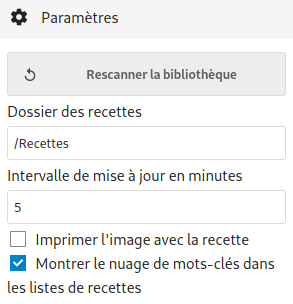 Paramètres
Rescanner la bibliothèque
Dossier des recettes
/Recettes
Intervalle de mise à jour en minutes
5
Imprimer l'image avec la recette
Montrer le nuage de mots-clés dans
les listes de recettes